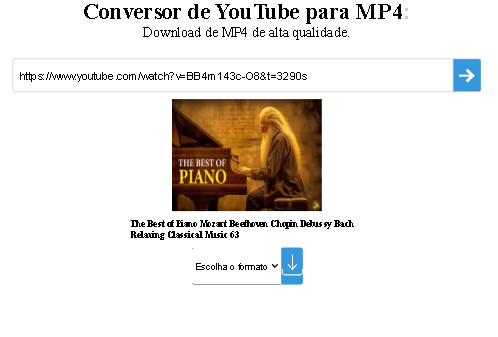 Conversor de YouTube para MP4:
Download de MP4 de alta qualidade.
https://www.youtube.com/watch?v=BB4m143c-O8&t=3290s
THE BEST OF
PIANO
The Best of Piano Mozart Beethoven Chopin Debussy Bach
Relaxing Classical Music 63
Escolha o formato